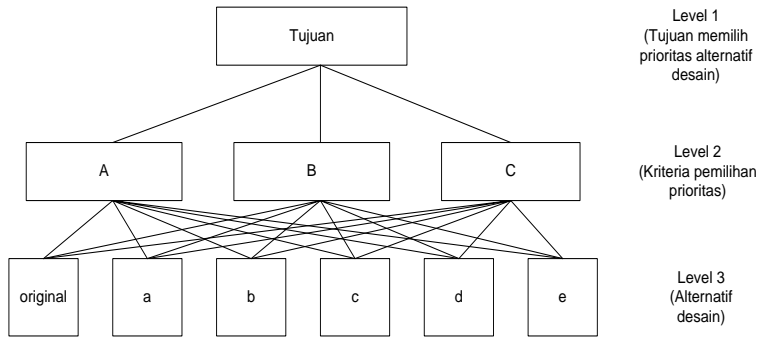 Tujuan
Level 1
(Tujuan memilih
prioritas alternatif
desain)
A
B
C
Level 2
(Kriteria pemilihan
prioritas)
original
a
b
c
d
e
Level 3
(Alternatif
desain)